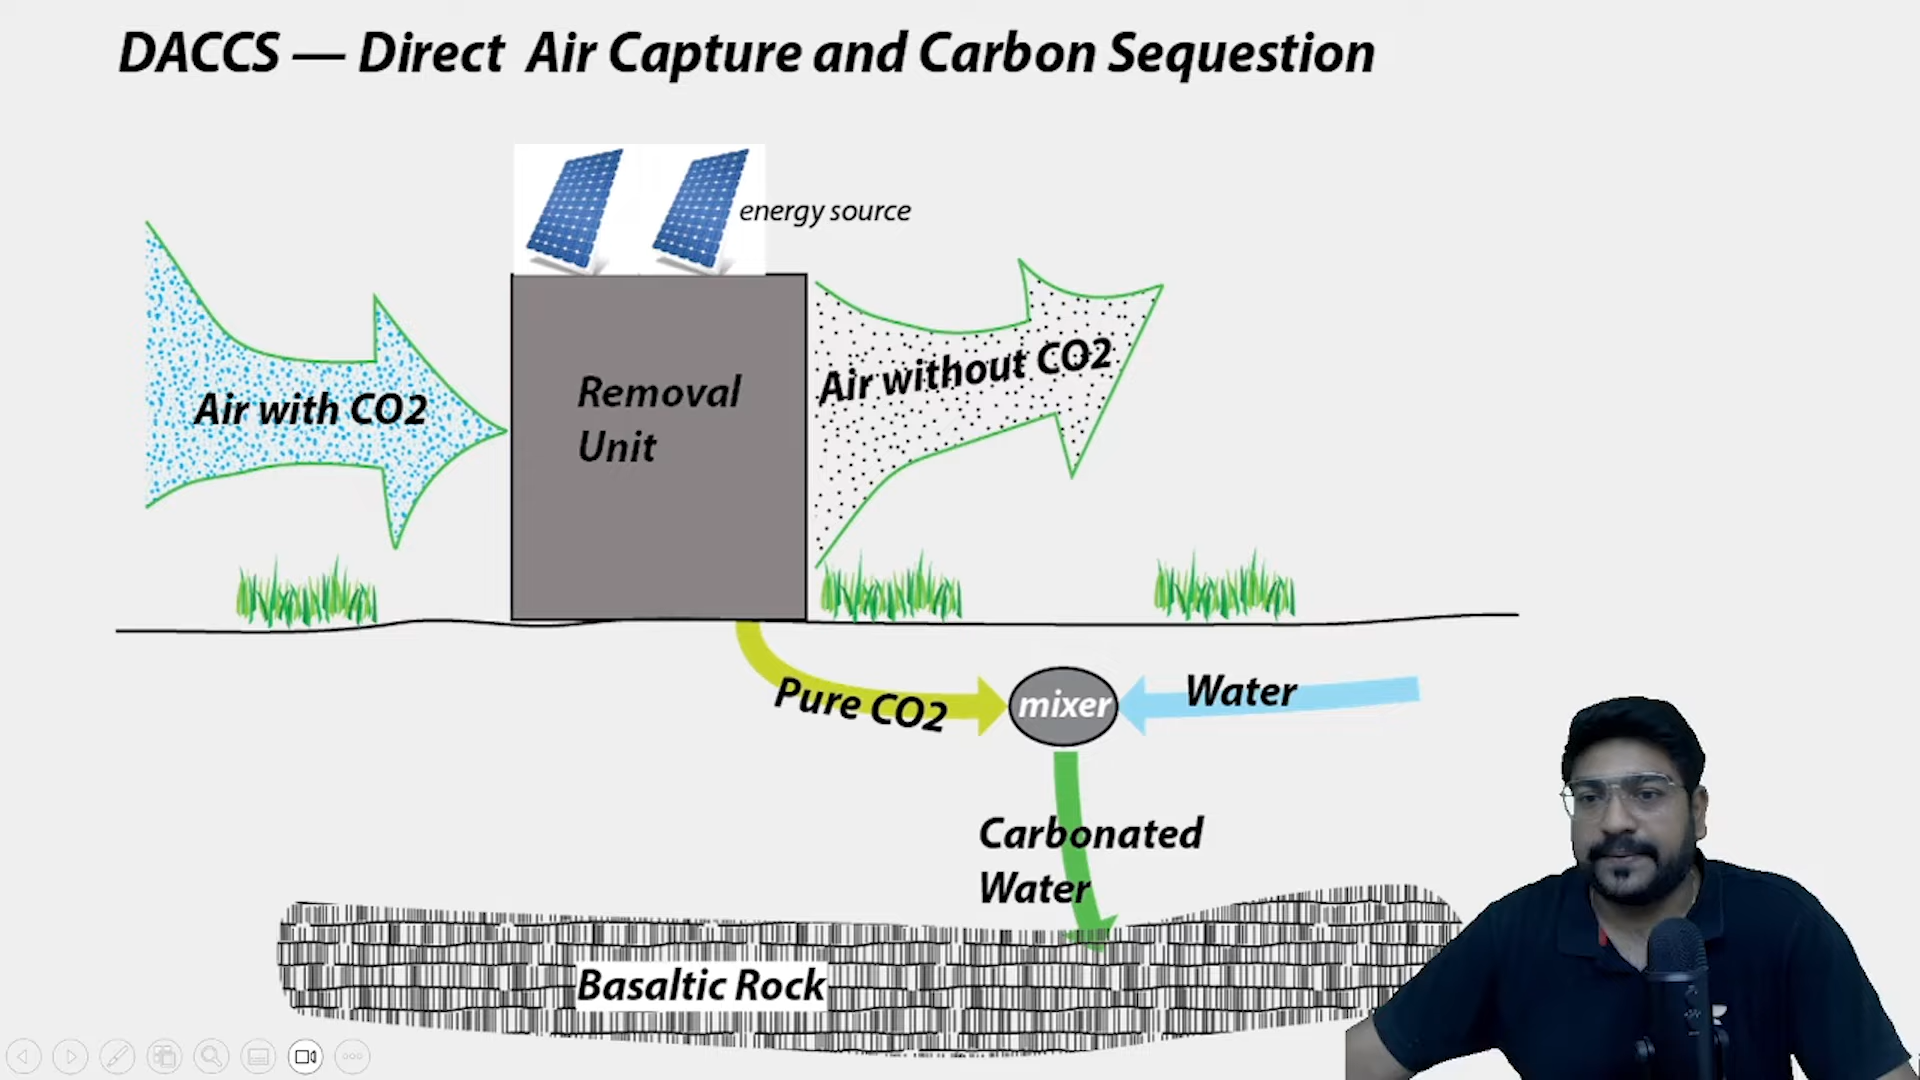 DACCS — Direct Air Capture and Carbon Sequestion
energy source
Air with CO2
Removal
Unit
Air without CO2
Pure CO2
mixer
Water
Carbonated
Water
Basaltic Rock